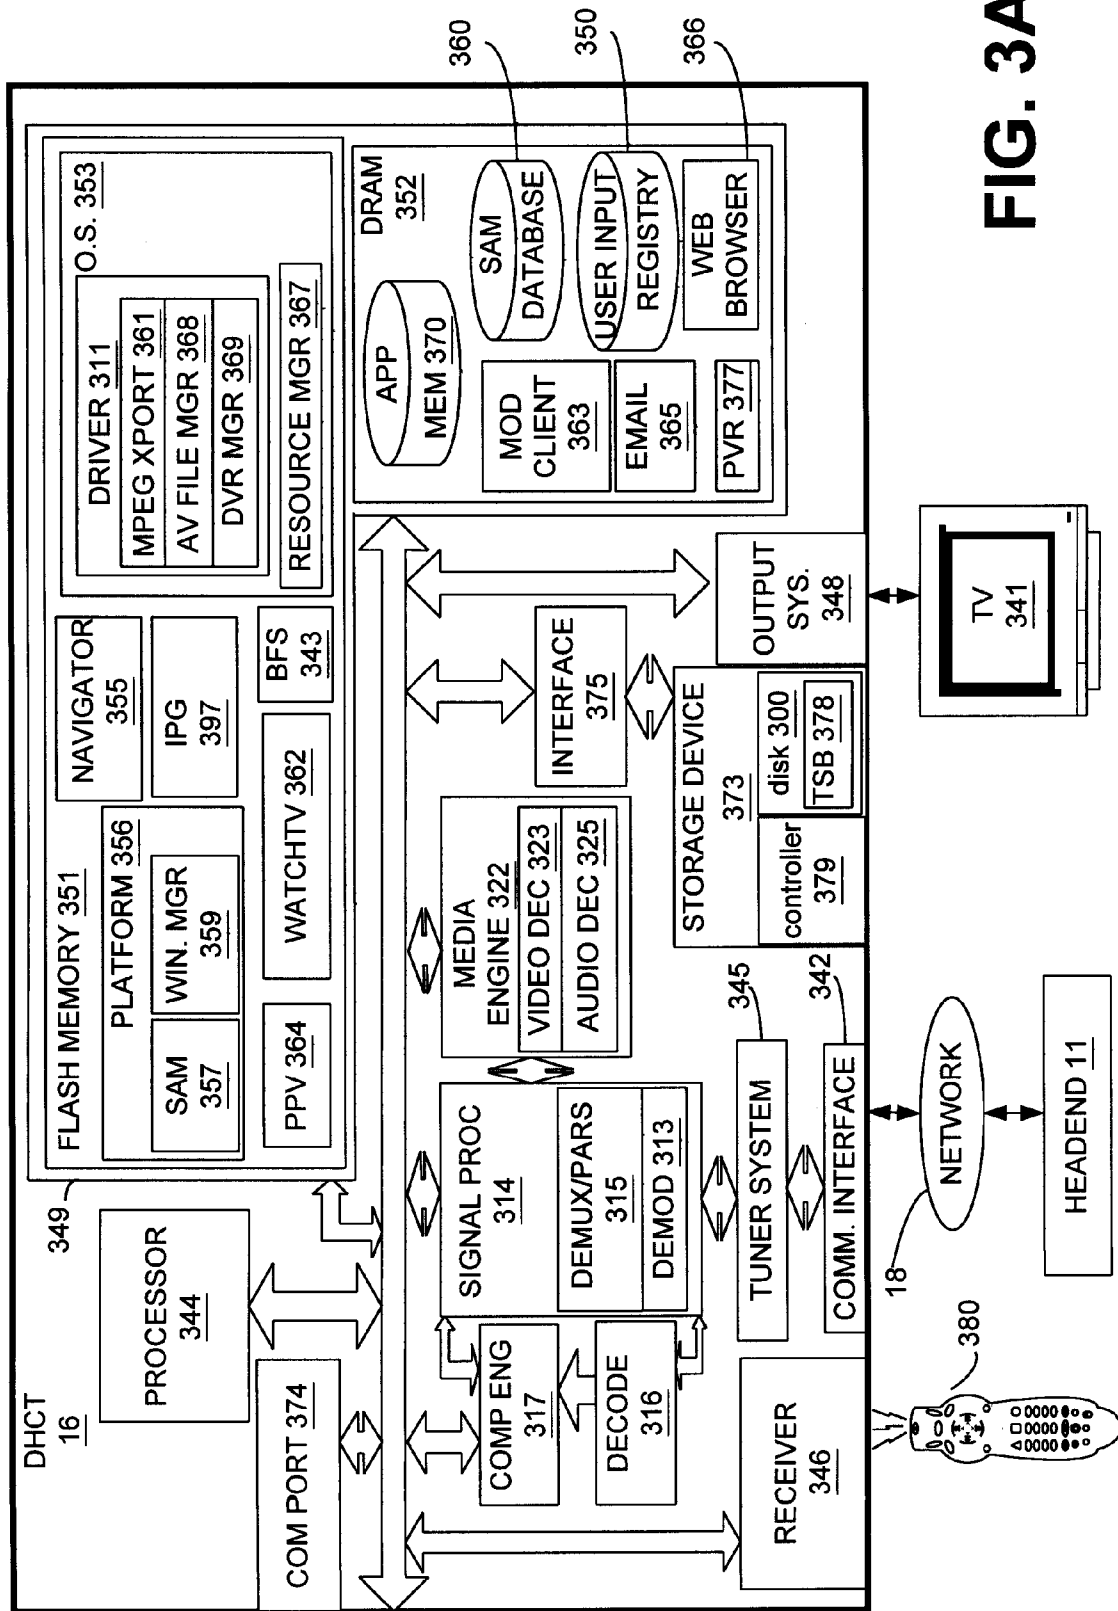 DHCT
16
PROCESSOR
344
COM PORT 374
349
FLASH MEMORY 351
PLATFORM 356
SAM
357
WIN. MGR
359
PPV 364
WATCHTV 362
NAVIGATOR
355
IPG
397
BFS
343
O.S. 353
DRIVER 311
MPEG XPORT 361
AV FILE MGR 368
DVR MGR 369
RESOURCE MGR 367
DRAM
352
APP
MEM 370
SAM
DATABASE
360
USER INPUT
REGISTRY
350
WEB
BROWSER
366
MOD
CLIENT
363
EMAIL
365
PVR 377
COMP ENG
317
DECODE
316
SIGNAL PROC
314
DEMUX/PARS
315
DEMOD 313
MEDIA
ENGINE 322
VIDEO DEC 323
AUDIO DEC 325
INTERFACE
375
RECEIVER
346
TUNER SYSTEM
345
COMM. INTERFACE
342
STORAGE DEVICE
373
controller
379
disk 300
TSB 378
OUTPUT
SYS.
348
380
18
NETWORK
HEADEND 11
TV
341
FIG. 3A